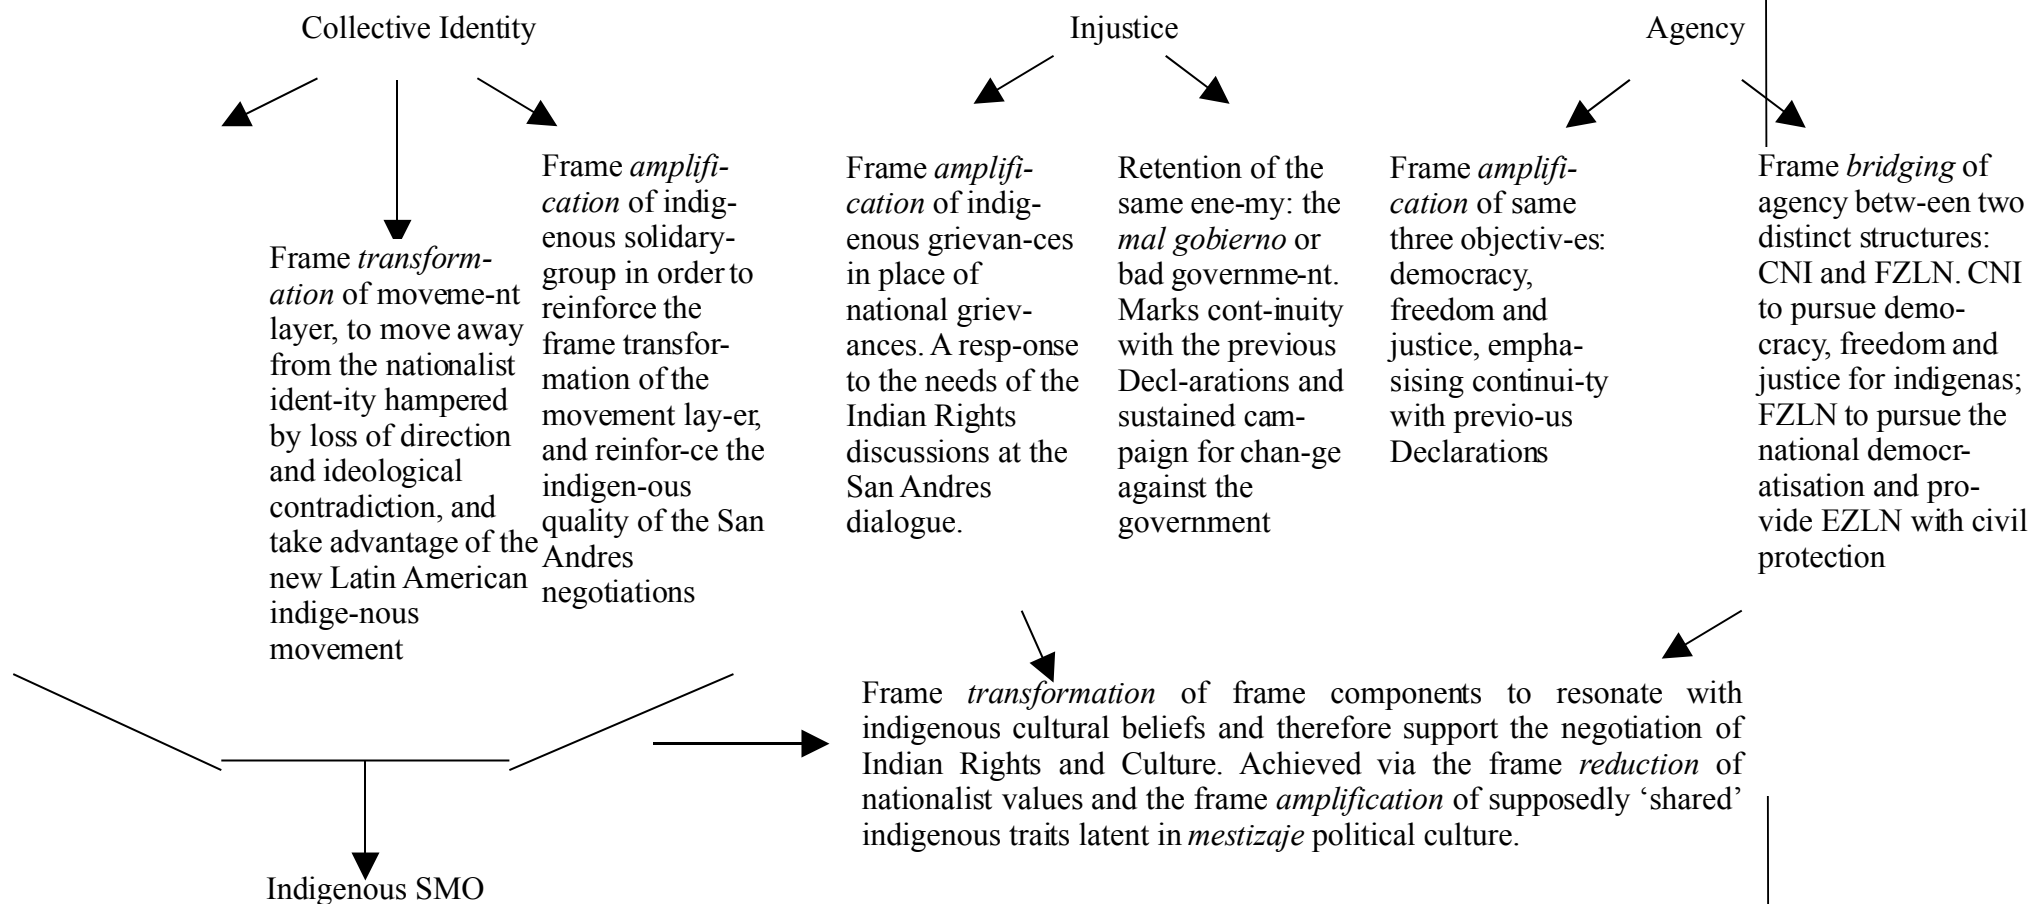 Collective Identity
Injustice
Agency
Frame transform-
ation of moveme-nt
layer, to move away
from the nationalist
ident-ity hampered
by loss of direction
and ideological
contradiction, and
take advantage of the
new Latin American
indige-nous
movement
Frame amplifi-
cation of indig-
enous solidary-
group in order to
reinforce the
frame transfor-
mation of the
movement lay-er,
and reinfor-ce the
indigen-ous
quality of the San
Andres
negotiations
Frame amplifi-
cation of indig-
enous grievan-ces
in place of
national griev-
ances. A resp-onse
to the needs of the
Indian Rights
discussions at the
San Andres
dialogue.
Retention of the
same ene-my: the
mal gobierno or
bad governme-nt.
Marks cont-inuity
with the previous
Decl-arations and
sustained cam-
paign for chan-ge
against the
government
Frame amplifi-
cation of same
three objectiv-es:
democracy,
freedom and
justice, empha-
sising continui-ty
with previo-us
Declarations
Frame bridging of
agency betw-een two
distinct structures:
CNI and FZLN. CNI
to pursue demo-
cracy, freedom and
justice for indigenas;
FZLN to pursue the
national democr-
atisation and pro-
vide EZLN with civil
protection
Frame transformation of frame components to resonate with
indigenous cultural beliefs and therefore support the negotiation of
Indian Rights and Culture. Achieved via the frame reduction of
nationalist values and the frame amplification of supposedly ‘shared’
indigenous traits latent in mestizaje political culture.
Indigenous SMO